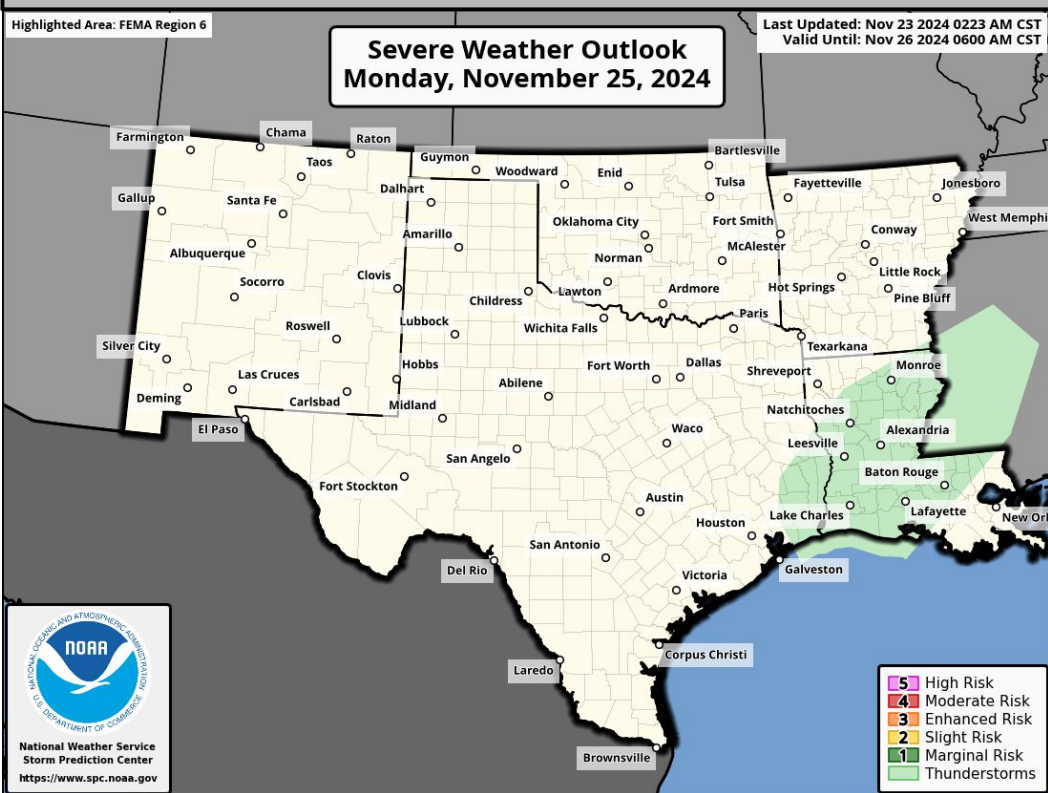 Highlighted Area: FEMA Region 6
Last Updated: Nov 23 2024 0223 AM CST
Valid Until: Nov 26 2024 0600 AM CST
Severe Weather Outlook
Monday, November 25, 2024
Farmington
Chama
Raton
Taos
Guymon
Woodward
Enid
Bartlesville
Tulsa
Fayetteville
Jonesboro
Gallup
Santa Fe
Dalhart
Oklahoma City
Fort Smith
West Memphi
Albuquerque
Amarillo
Norman
McAlester
Conway
Socorro
Clovis
Childress
Lawton
Ardmore
Hot Springs
Little Rock
Pine Bluff
Roswell
Lubbock
Wichita Falls
Paris
Texarkana
Silver City
Las Cruces
Hobbs
Abilene
Fort Worth
Dallas
Shreveport
Monroe
Deming
Carlsbad
Midland
Natchitoches
El Paso
Waco
Leesville
Alexandria
San Angelo
Baton Rouge
Fort Stockton
Austin
Lake Charles
Lafayette
New Orl
Houston
San Antonio
Del Rio
Galveston
Victoria
Corpus Christi
Laredo
Brownsville
NATIONAL OCEANIC AND ATMOSPHERIC ADMINISTRATION
NOAA
U.S. DEPARTMENT OF COMMERCE
National Weather Service
Storm Prediction Center
https://www.spc.noaa.gov
5 High Risk
4 Moderate Risk
3 Enhanced Risk
2 Slight Risk
1 Marginal Risk
Thunderstorms